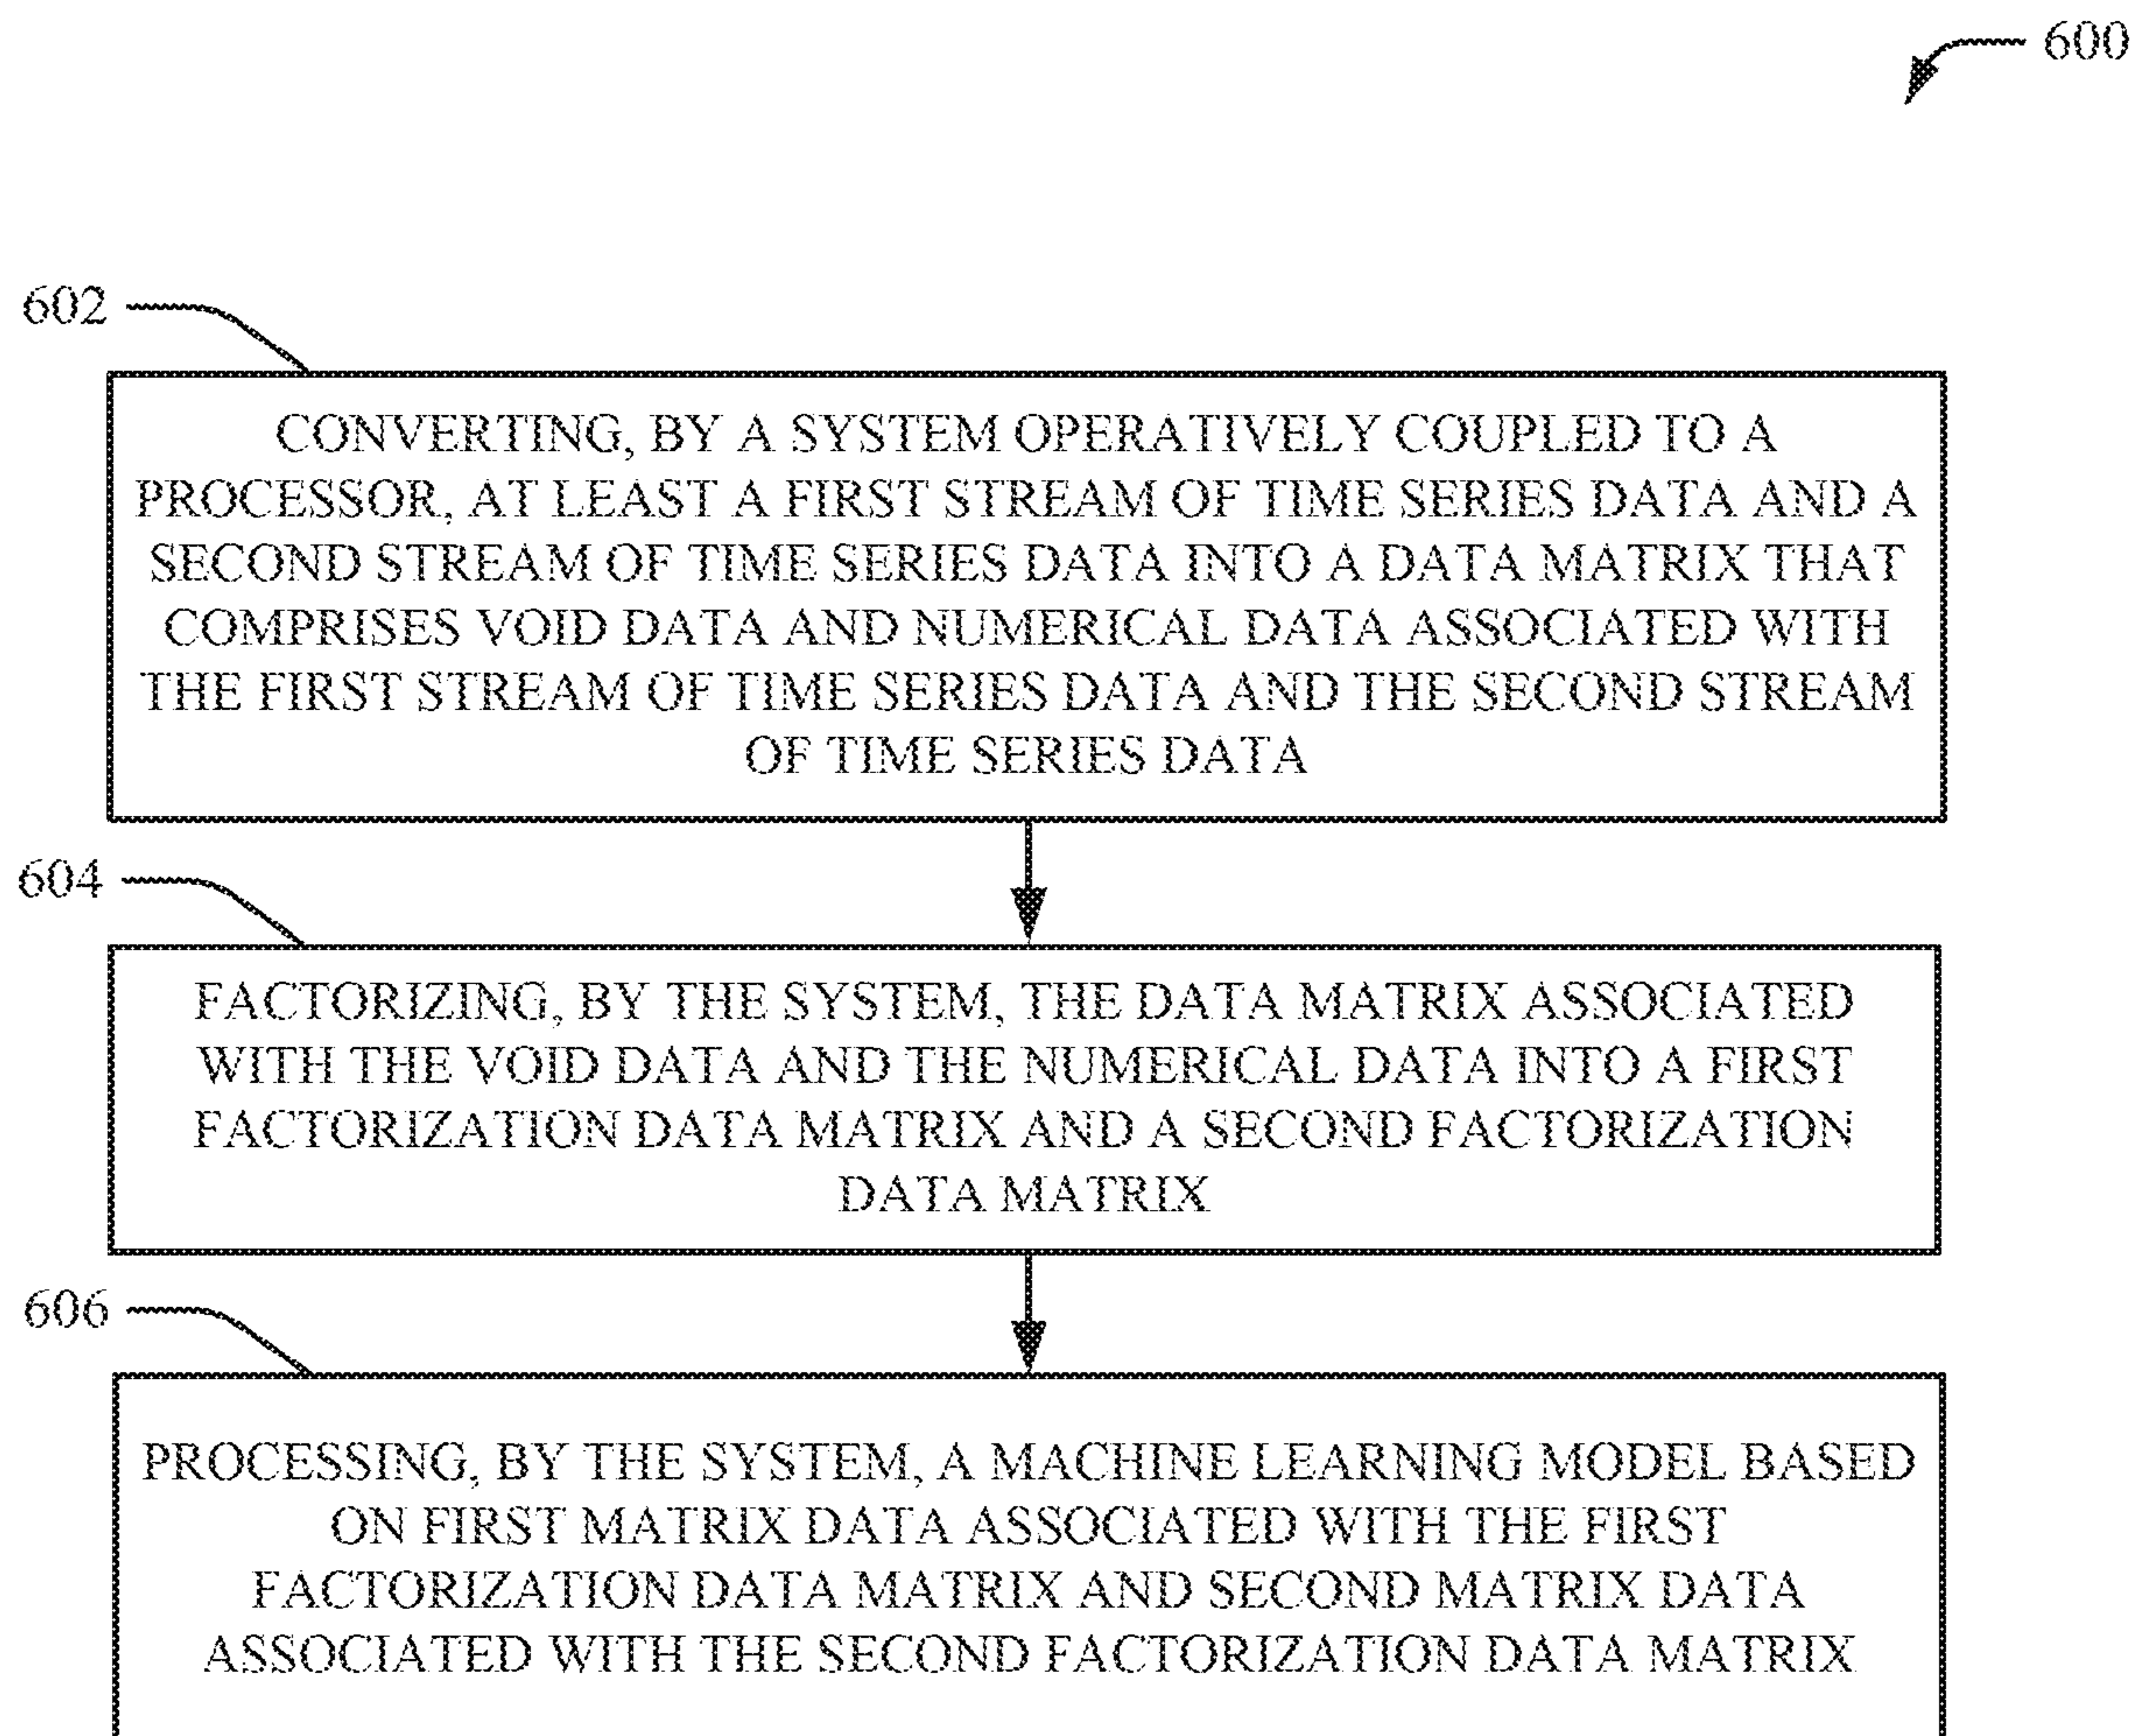 600
602
CONVERTING, BY A SYSTEM OPERATIVELY COUPLED TO A
PROCESSOR, AT LEAST A FIRST STREAM OF TIME SERIES DATA AND A
SECOND STREAM OF TIME SERIES DATA INTO A DATA MATRIX THAT
COMPRISES VOID DATA AND NUMERICAL DATA ASSOCIATED WITH
THE FIRST STREAM OF TIME SERIES DATA AND THE SECOND STREAM
OF TIME SERIES DATA
604
FACTORIZING, BY THE SYSTEM, THE DATA MATRIX ASSOCIATED
WITH THE VOID DATA AND THE NUMERICAL DATA INTO A FIRST
FACTORIZATION DATA MATRIX AND A SECOND FACTORIZATION
DATA MATRIX
606
PROCESSING, BY THE SYSTEM, A MACHINE LEARNING MODEL BASED
ON FIRST MATRIX DATA ASSOCIATED WITH THE FIRST
FACTORIZATION DATA MATRIX AND SECOND MATRIX DATA
ASSOCIATED WITH THE SECOND FACTORIZATION DATA MATRIX